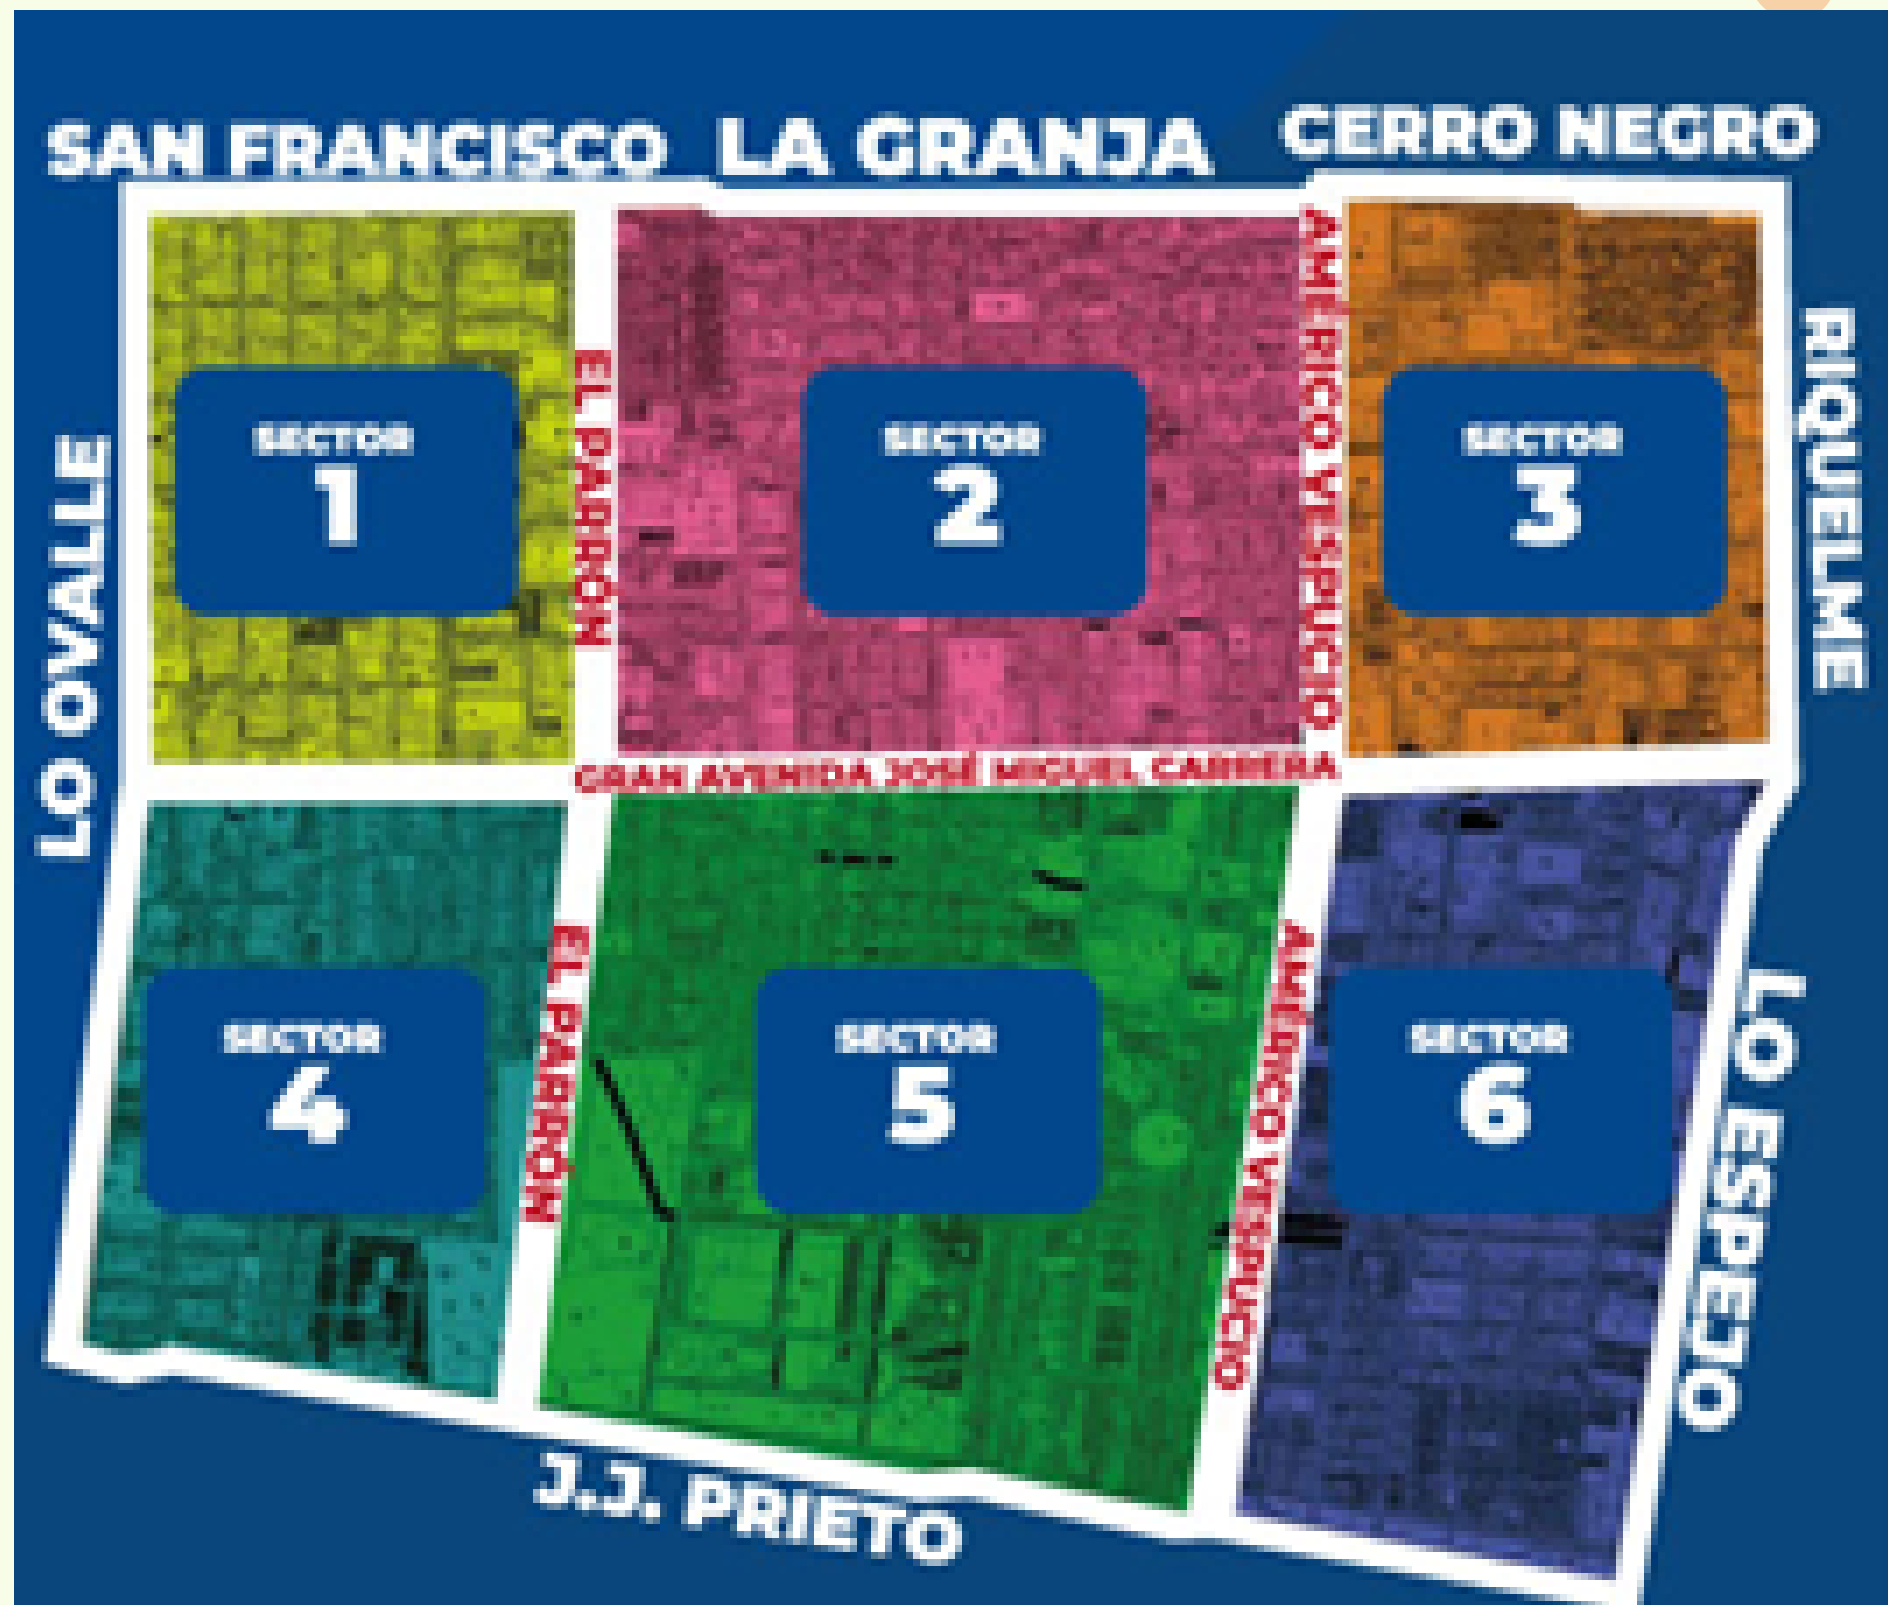 SAN FRANCISCO
LA GRANJA
CERRO NEGRO
LO OVALLE
SECTOR
1
EL PARRÓN
SECTOR
2
AMÉRICO VESPUCIO
SECTOR
3
RIQUELME
GRAN AVENIDA JOSÉ MIGUEL CARRERA
SECTOR
4
EL PARRÓN
SECTOR
5
AMÉRICO VESPUCIO
SECTOR
6
LO ESPEJO
J.J. PRIETO